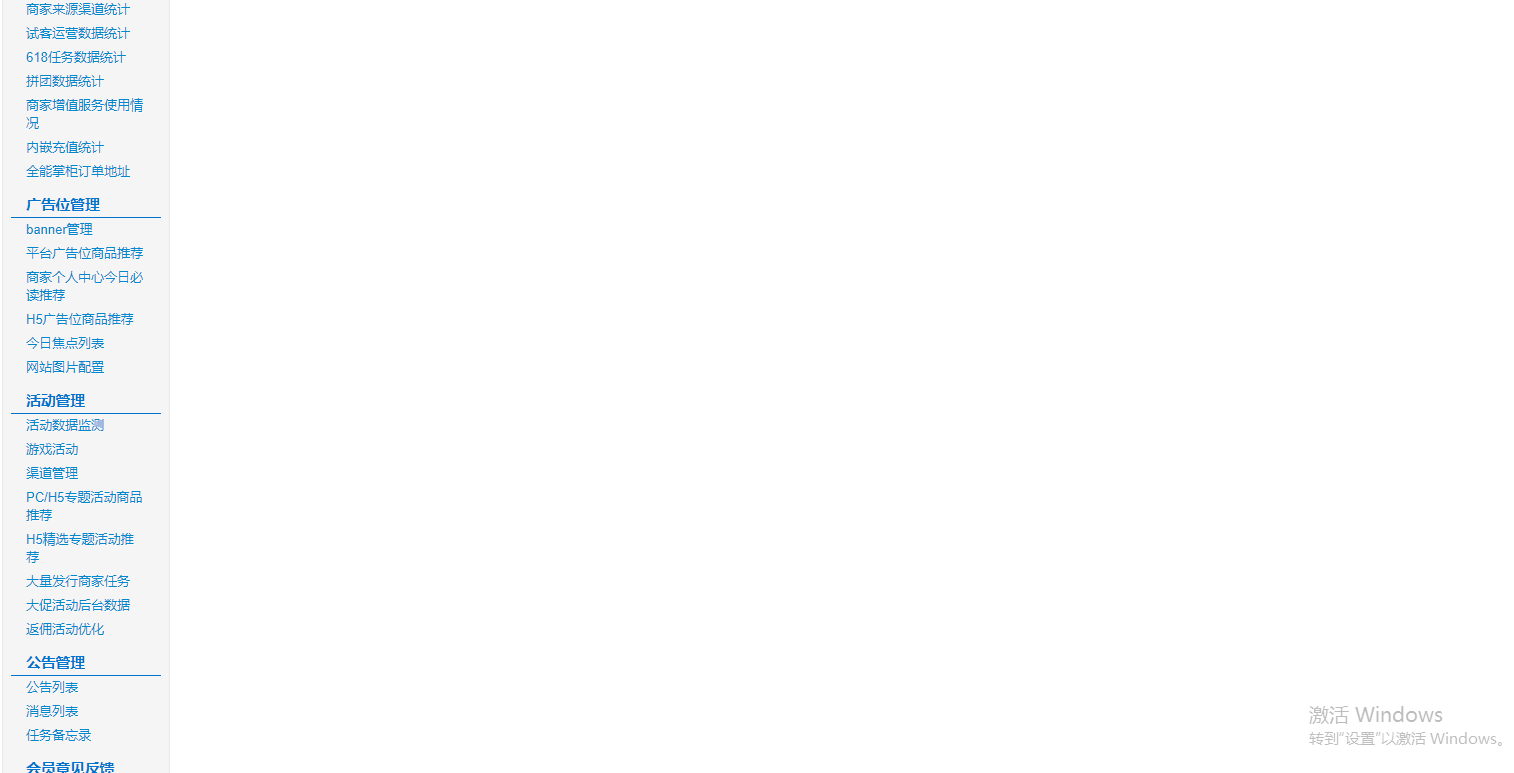 商家来源渠道统计
试客运营数据统计
618任务数据统计
拼团数据统计
商家增值服务使用情
况
内嵌充值统计
全能掌柜订单地址
广告位管理
banner管理
平台广告位商品推荐
商家个人中心今日必
读推荐
H5广告位商品推荐
今日焦点列表
网站图片配置
活动管理
活动数据监测
游戏活动
渠道管理
PC/H5专题活动商品
推荐
H5精选专题活动推
荐
大量发行商家任务
大促活动后台数据
返佣活动优化
公告管理
公告列表
消息列表
任务备忘录
会员意见反馈
激活 Windows
转到“设置”以激活 Windows。